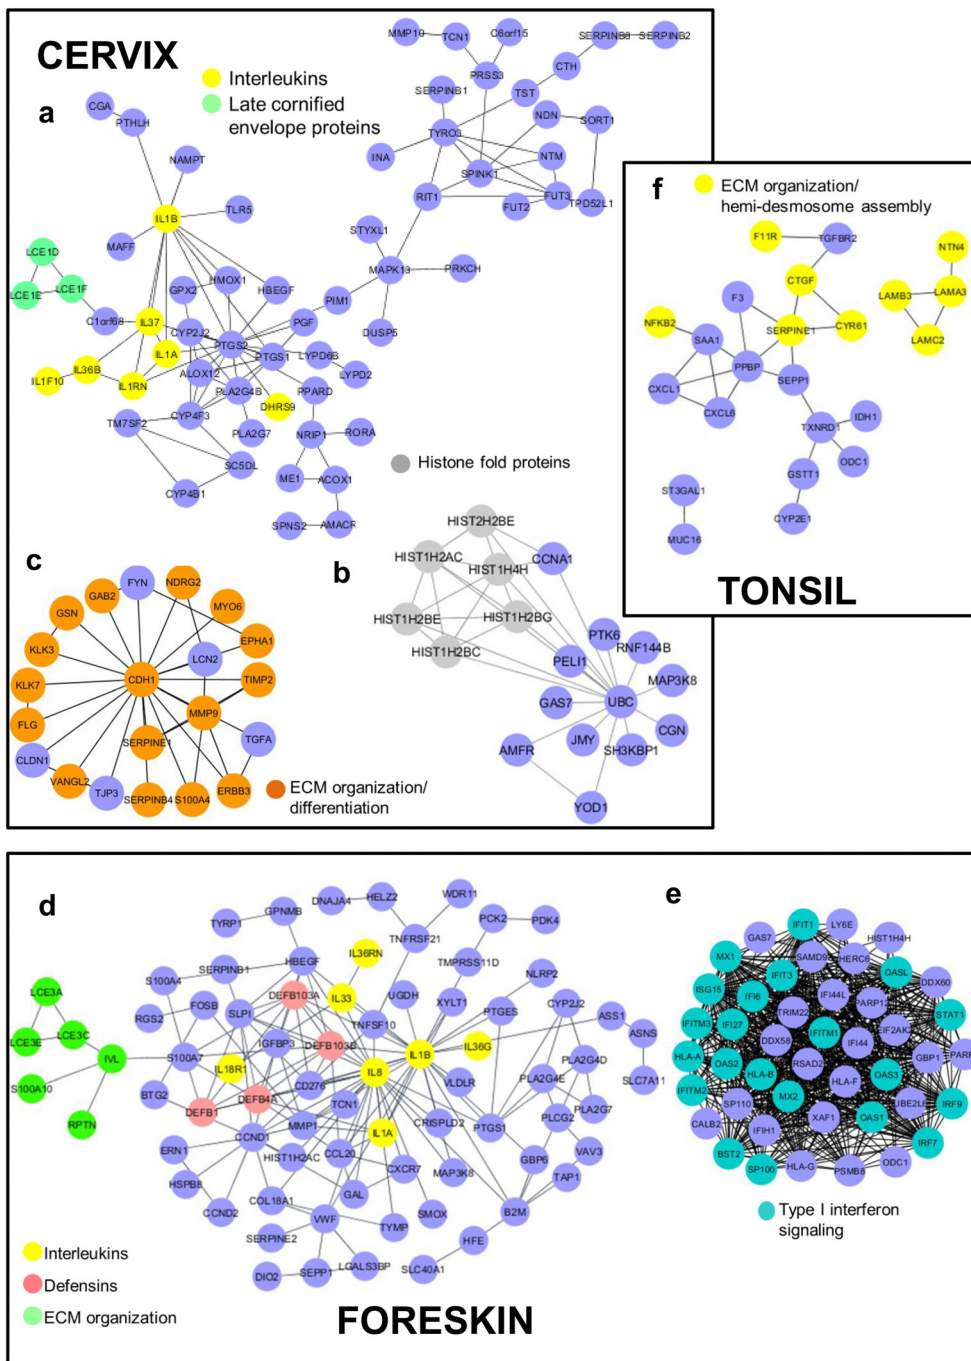 CERVIX
Interleukins
Late cornified
envelope proteins
a
CGA
PTHLH
NAMPT
IL1B
TLR5
MAFF
LCE1D
LCE1E
LCE1F
C1orf68
GPX2
HMOX1
HBEGF
IL37
CYP2J2
PTGS2
PGF
PIM1
IL1A
PTGS1
LYPD6B
LYPD2
IL1F10
IL36B
IL1RN
ALOX12
PLA2G4B
PPARD
DHRS9
TM7SF2
CYP4F3
PLA2G7
NRIP1
RORA
SC5DL
CYP4B1
ME1
ACOX1
SPNS2
AMACR
MMP10
TCN1
C6orf15
SERPINB8
SERPINB2
PRSS3
CTH
SERPINB1
TST
NDN
SORT1
TYRO3
INA
SPINK1
NTM
RIT1
FUT2
FUT3
TPD52L1
STYXL1
MAPK13
PRKCH
DUSP5
Histone fold proteins
b
HIST2H2BE
HIST1H2AC
HIST1H4H
CCNA1
HIST1H2BE
HIST1H2BG
HIST1H2BC
PTK6
RNF144B
PELI1
MAP3K8
GAS7
UBC
CGN
JMY
SH3KBP1
AMFR
YOD1
c
FYN
NDRG2
GAB2
MYO6
GSN
EPHA1
KLK3
LCN2
KLK7
CDH1
TIMP2
FLG
MMP9
SERPINE1
TGFA
CLDN1
VANGL2
TJP3
SERPINB4
S100A4
ERBB3
ECM organization/
differentiation
f
ECM organization/
hemi-desmosome assembly
F11R
TGFBR2
NTN4
CTGF
LAMB3
LAMA3
F3
NFKB2
SERPINE1
CYR61
LAMC2
SAA1
PPBP
SEPP1
CXCL1
CXCL6
TXNRD1
IDH1
ODC1
GSTT1
ST3GAL1
CYP2E1
MUC16
TONSIL
d
DNAJA4
HELZ2
WDR11
TYRP1
GPNMB
PCK2
PDK4
TNFRSF21
IL36RN
TMPRSS11D
S100A4
SERPINB1
HBEGF
NLRP2
LCE3A
DEFB103A
IL33
UGDH
XYLT1
PTGES
CYP2J2
RGS2
FOSB
SLPI
TNFSF10
ASS1
LCE3E
LCE3C
IVL
IGFBP3
DEFB103B
IL1B
IL36G
ASNS
S100A7
IL18R1
CD276
IL8
VLDLR
PLA2G4D
SLC7A11
S100A10
PLA2G4E
BTG2
DEFB1
DEFB4A
TCN1
CRISPLD2
PTGS1
PLCG2
PLA2G7
RPTN
CCND1
MMP1
IL1A
ERN1
HIST1H2AC
CCL20
CXCR7
MAP3K8
GBP6
VAV3
HSPB8
TAP1
CCND2
COL18A1
GAL
SMOX
B2M
VWF
TYMP
SERPINE2
HFE
DIO2
SEPP1
LGALS3BP
SLC40A1
Interleukins
Defensins
ECM organization
FORESKIN
e
IFIT1
LY6E
GAS7
HIST1H4H
MX1
SAMD9
HERC6
OASL
IFIT3
DDX60
ISG15
IFI6
IFI44L
PARP12
STAT1
TRIM22
IFITM3
IFI27
IFITM1
EIF2AK2
DDX58
IFI44
HLA-A
OAS2
RSAD2
GBP1
HLA-B
HLA-F
OAS3
IFITM2
MX2
SP110
OAS1
UBE2L6
IRF9
CALB2
XAF1
IFIH1
IRF7
BST2
SP100
HLA-G
PSMB8
ODC1
Type I interferon
signaling